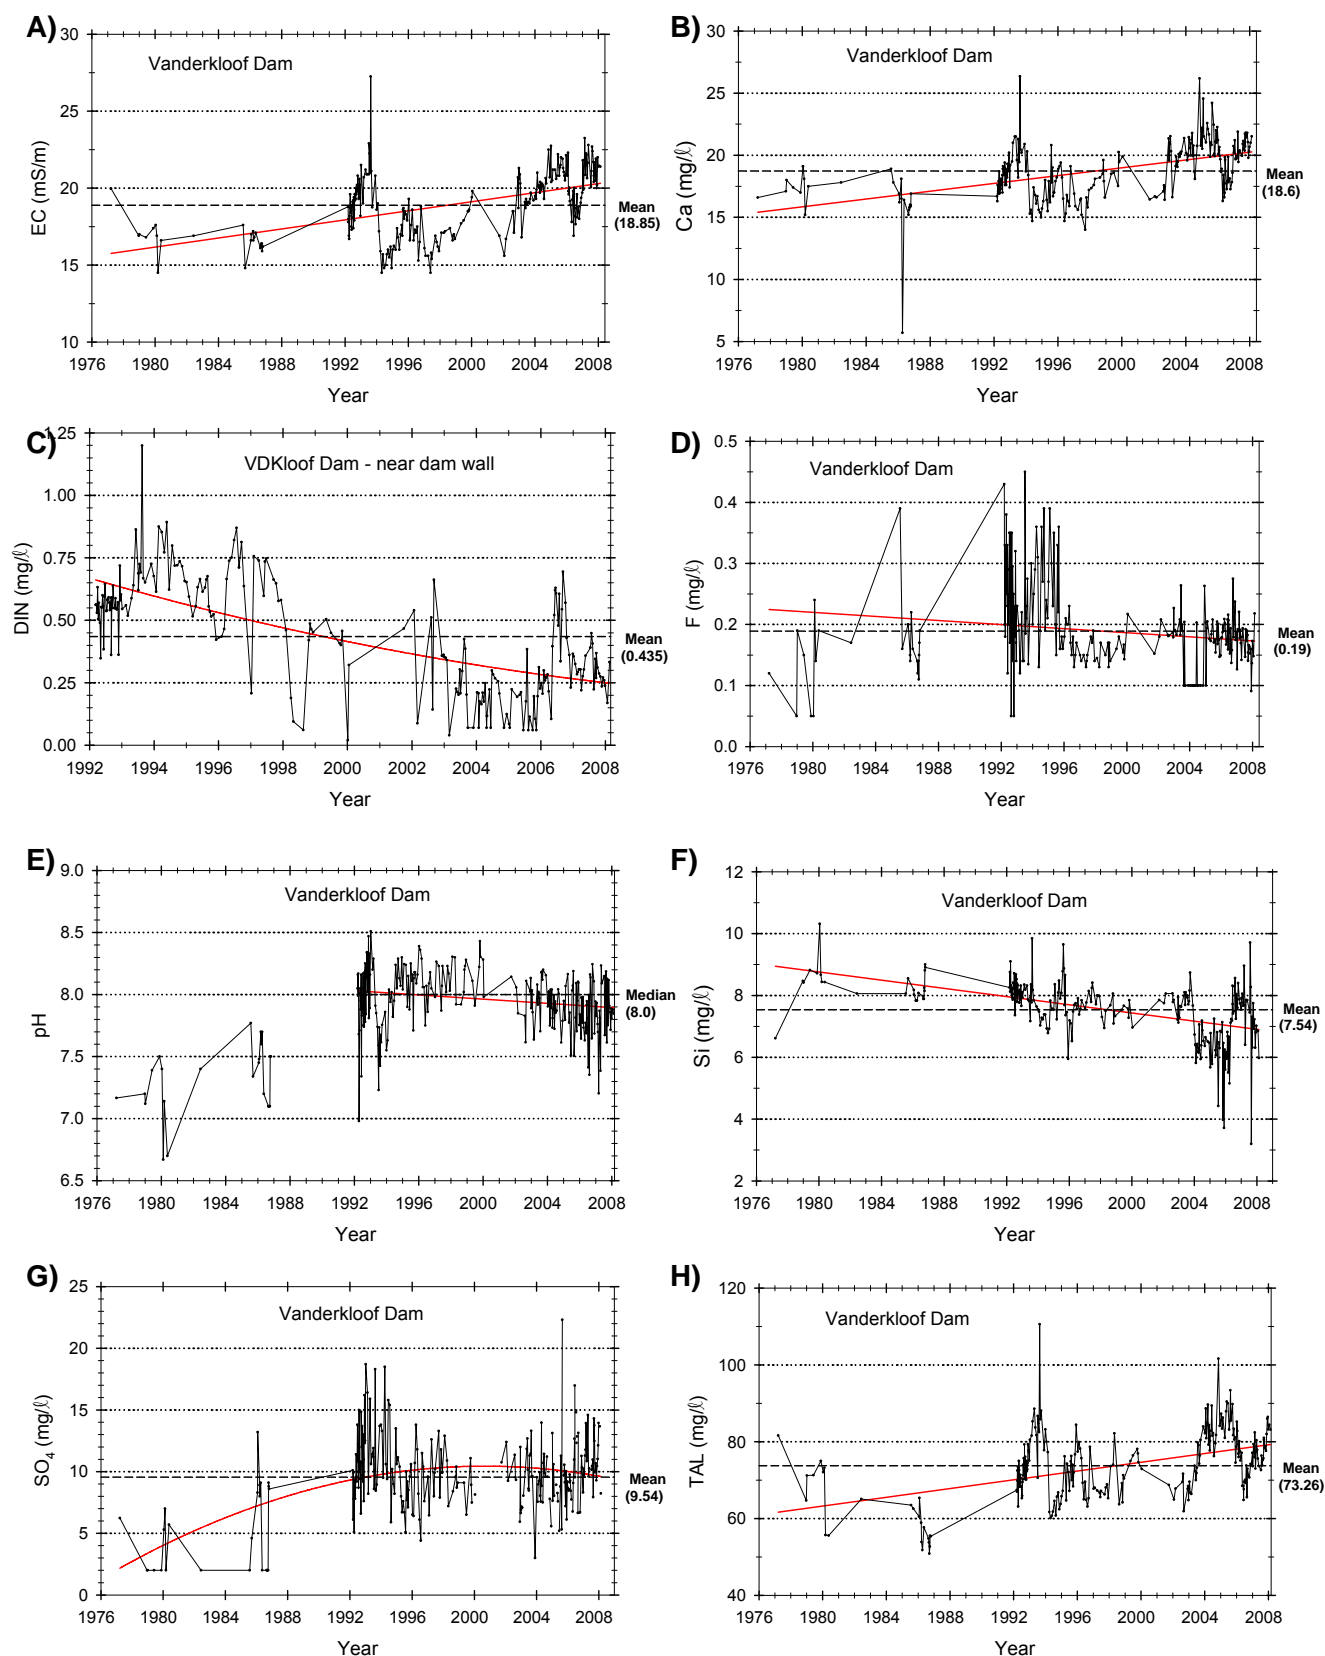 A)
Vanderkloof Dam
EC (mS/m)
30
25
20
15
10
1976 1980 1984 1988 1992 1996 2000 2004 2008
Year
Mean
(18.85)
B)
Vanderkloof Dam
Ca (mg/ℓ)
30
25
20
15
10
5
1976 1980 1984 1988 1992 1996 2000 2004 2008
Year
Mean
(18.6)
C)
VDKloof Dam - near dam wall
DIN (mg/ℓ)
1.25
1.00
0.75
0.50
0.25
0.00
1992 1994 1996 1998 2000 2002 2004 2006 2008
Year
Mean
(0.435)
D)
Vanderkloof Dam
F (mg/ℓ)
0.5
0.4
0.3
0.2
0.1
0.0
1976 1980 1984 1988 1992 1996 2000 2004 2008
Year
Mean
(0.19)
E)
Vanderkloof Dam
pH
9.0
8.5
8.0
7.5
7.0
6.5
1976 1980 1984 1988 1992 1996 2000 2004 2008
Year
Median
(8.0)
F)
Vanderkloof Dam
Si (mg/ℓ)
12
10
8
6
4
2
1976 1980 1984 1988 1992 1996 2000 2004 2008
Year
Mean
(7.54)
G)
Vanderkloof Dam
SO₄ (mg/ℓ)
25
20
15
10
5
0
1976 1980 1984 1988 1992 1996 2000 2004 2008
Year
Mean
(9.54)
H)
Vanderkloof Dam
TAL (mg/ℓ)
120
100
80
60
40
1976 1980 1984 1988 1992 1996 2000 2004 2008
Year
Mean
(73.26)